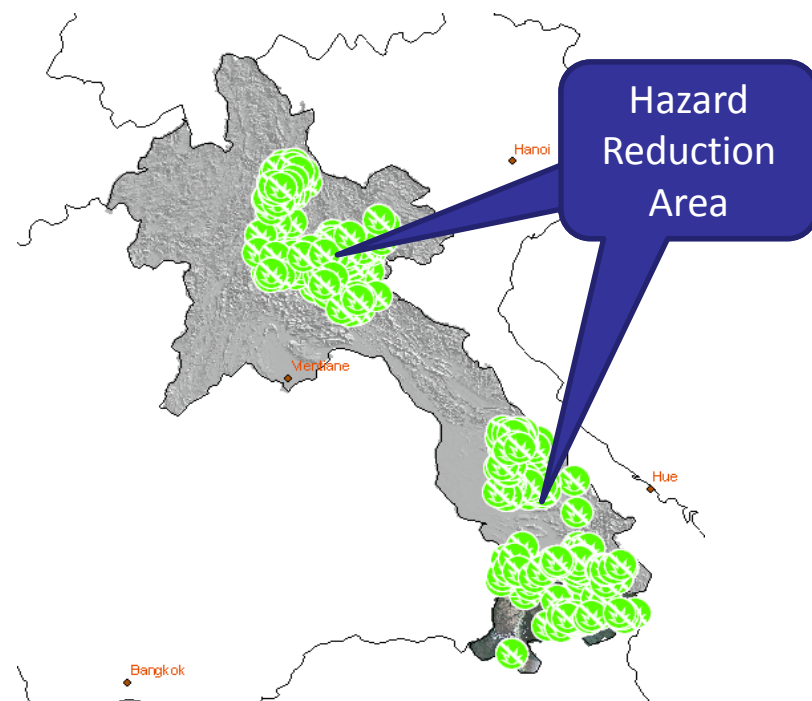 Hazard
Reduction
Area
Hanoi
Vientiane
Hue
Bangkok